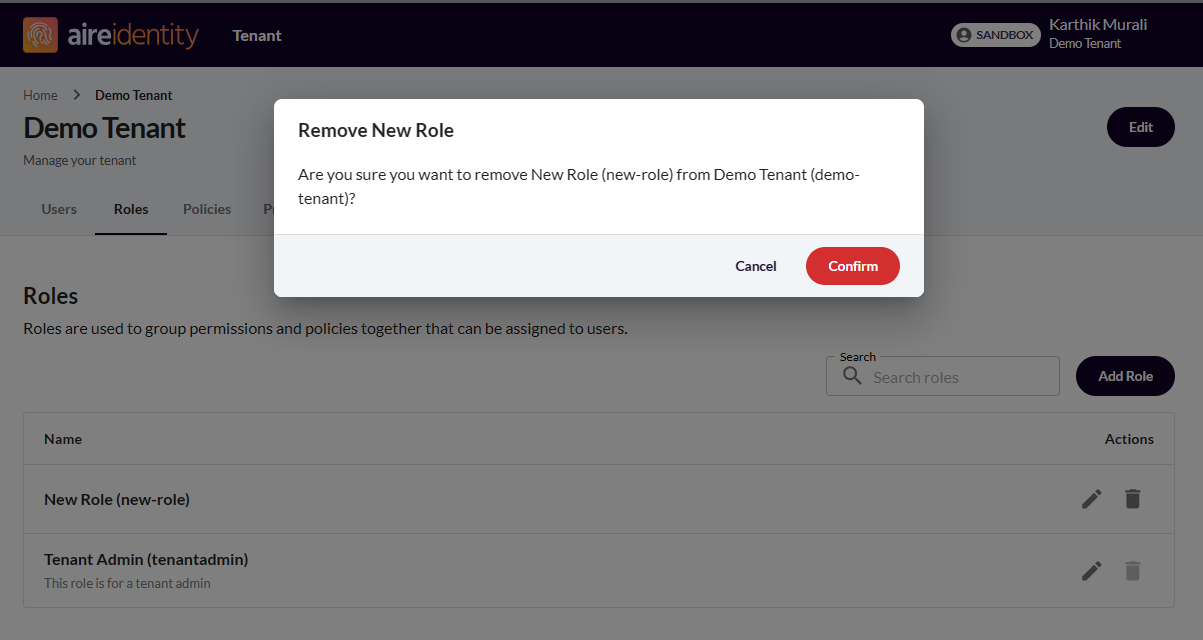 aireidentity
Tenant
SANDBOX
Karthik Murali
Demo Tenant
Home
Demo Tenant
Demo Tenant
Manage your tenant
Edit
Users
Roles
Policies
Remove New Role
Are you sure you want to remove New Role (new-role) from Demo Tenant (demo-
tenant)?
Cancel
Confirm
Roles
Roles are used to group permissions and policies together that can be assigned to users.
Search
Search roles
Add Role
Name
Actions
New Role (new-role)
Tenant Admin (tenantadmin)
This role is for a tenant admin